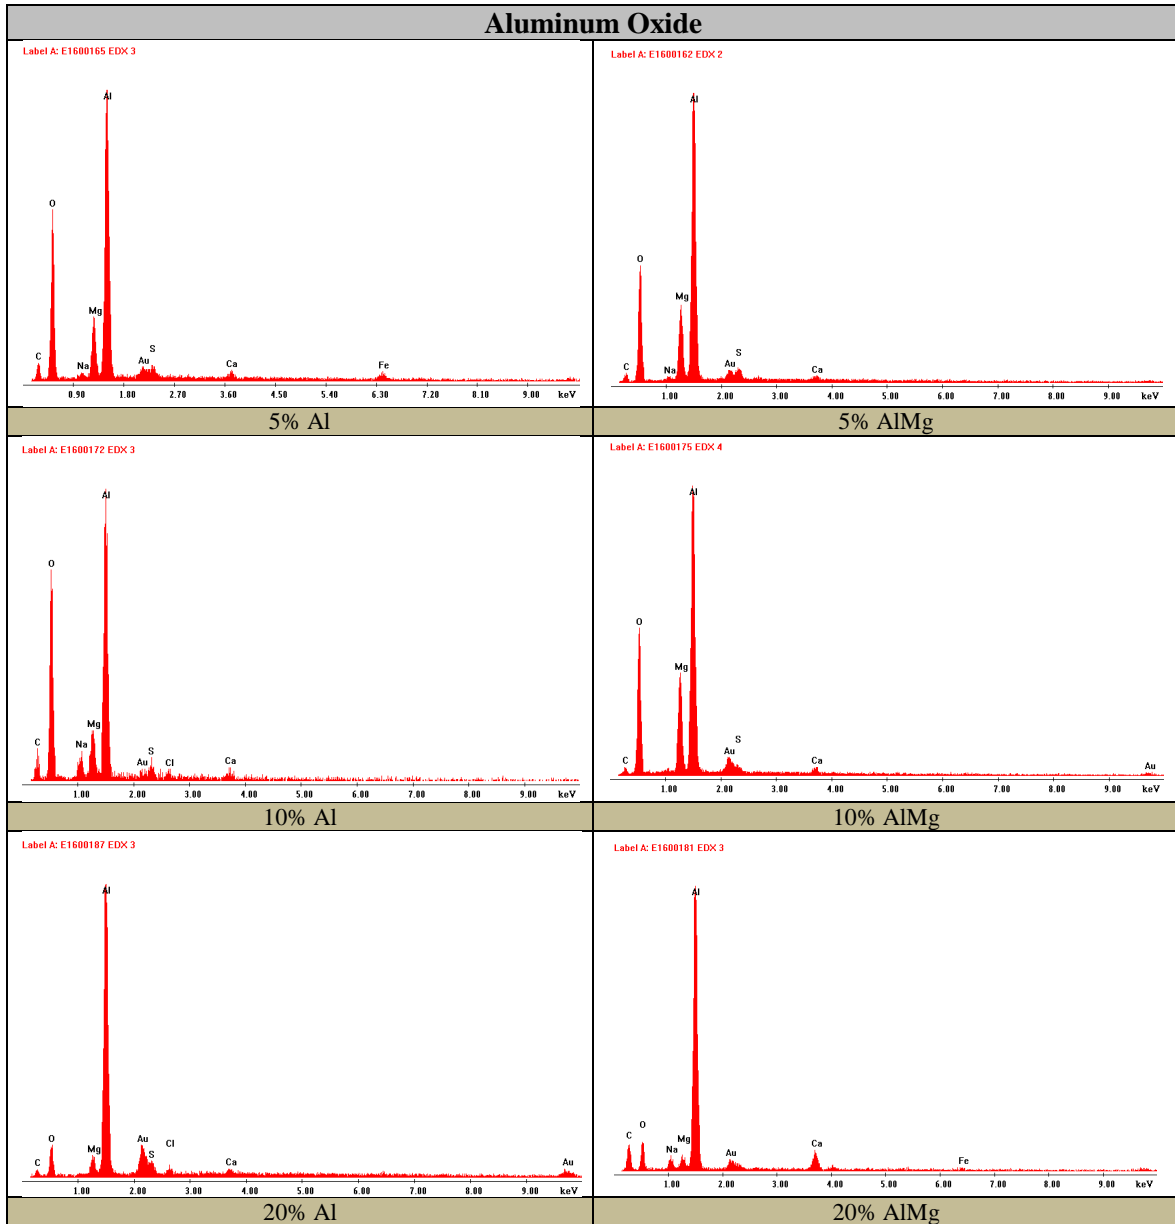 Aluminum Oxide
Label A: E1600165 EDX 3
Al
O
Mg
C
Na
Au
S
Ca
Fe
0.90 1.80 2.70 3.60 4.50 5.40 6.30 7.20 8.10 9.00 keV
5% Al
Label A: E1600162 EDX 2
Al
O
Mg
C
Na
Au
S
Ca
1.00 2.00 3.00 4.00 5.00 6.00 7.00 8.00 9.00 keV
5% AlMg
Label A: E1600172 EDX 3
Al
O
C
Na
Mg
Au
S
Cl
Ca
1.00 2.00 3.00 4.00 5.00 6.00 7.00 8.00 9.00 keV
10% Al
Label A: E1600175 EDX 4
Al
O
Mg
C
Au
S
Ca
Au
1.00 2.00 3.00 4.00 5.00 6.00 7.00 8.00 9.00 keV
10% AlMg
Label A: E1600187 EDX 3
Al
O
C
Mg
Au
S
Cl
Ca
Au
1.00 2.00 3.00 4.00 5.00 6.00 7.00 8.00 9.00 keV
20% Al
Label A: E1600181 EDX 3
Al
C
O
Na
Mg
Au
Ca
Fe
1.00 2.00 3.00 4.00 5.00 6.00 7.00 8.00 9.00 keV
20% AlMg